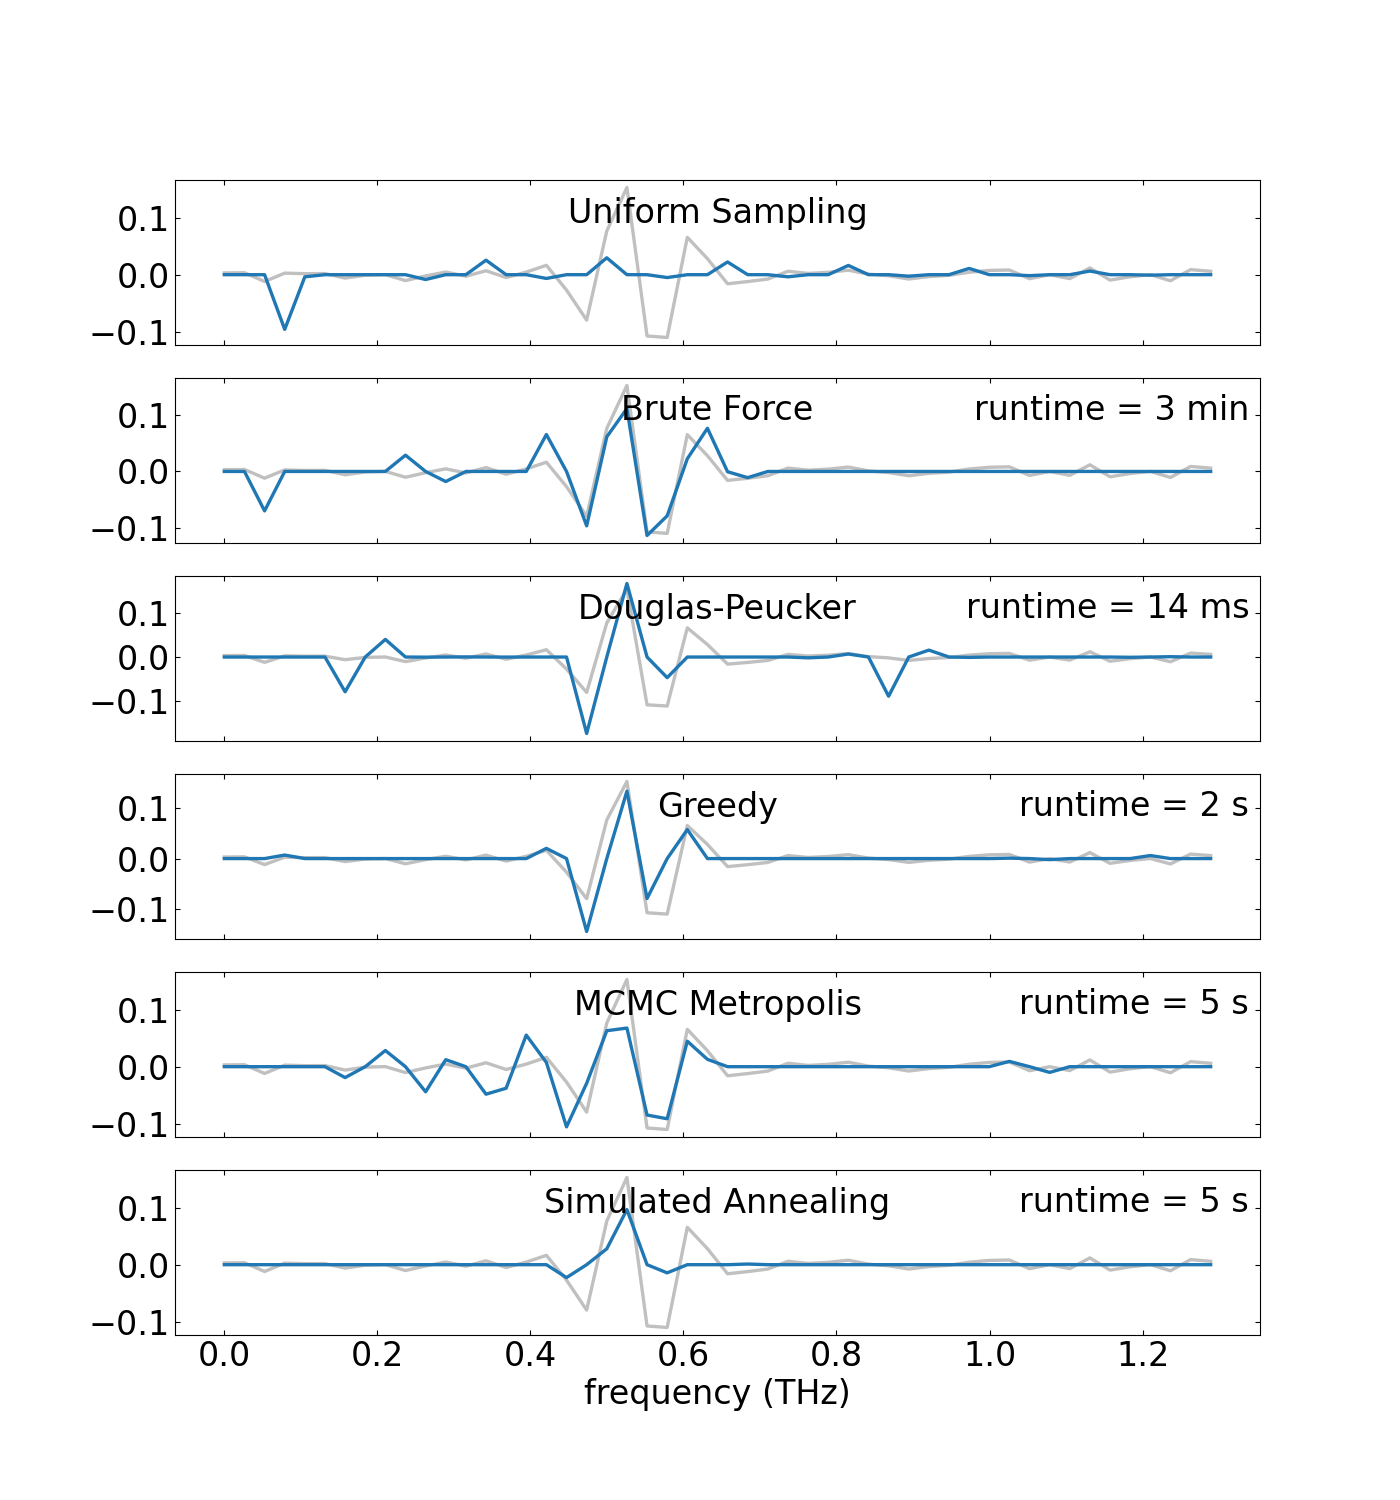 Uniform Sampling
0.1
0.0
−0.1
Brute Force runtime = 3 min
0.1
0.0
−0.1
Douglas-Peucker runtime = 14 ms
0.1
0.0
−0.1
Greedy runtime = 2 s
0.1
0.0
−0.1
MCMC Metropolis runtime = 5 s
0.1
0.0
−0.1
Simulated Annealing runtime = 5 s
0.1
0.0
−0.1
0.0 0.2 0.4 0.6 0.8 1.0 1.2
frequency (THz)